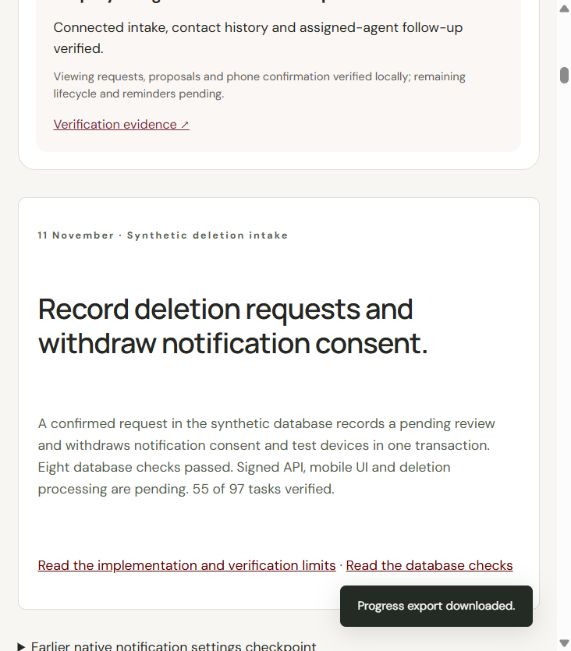 Connected intake, contact history and assigned-agent follow-up
verified.
Viewing requests, proposals and phone confirmation verified locally; remaining
lifecycle and reminders pending.
Verification evidence ↗
11 November · Synthetic deletion intake
Record deletion requests and
withdraw notification consent.
A confirmed request in the synthetic database records a pending review
and withdraws notification consent and test devices in one transaction.
Eight database checks passed. Signed API, mobile UI and deletion
processing are pending. 55 of 97 tasks verified.
Read the implementation and verification limits · Read the database checks
Progress export downloaded.
Earlier native notification settings checkpoint